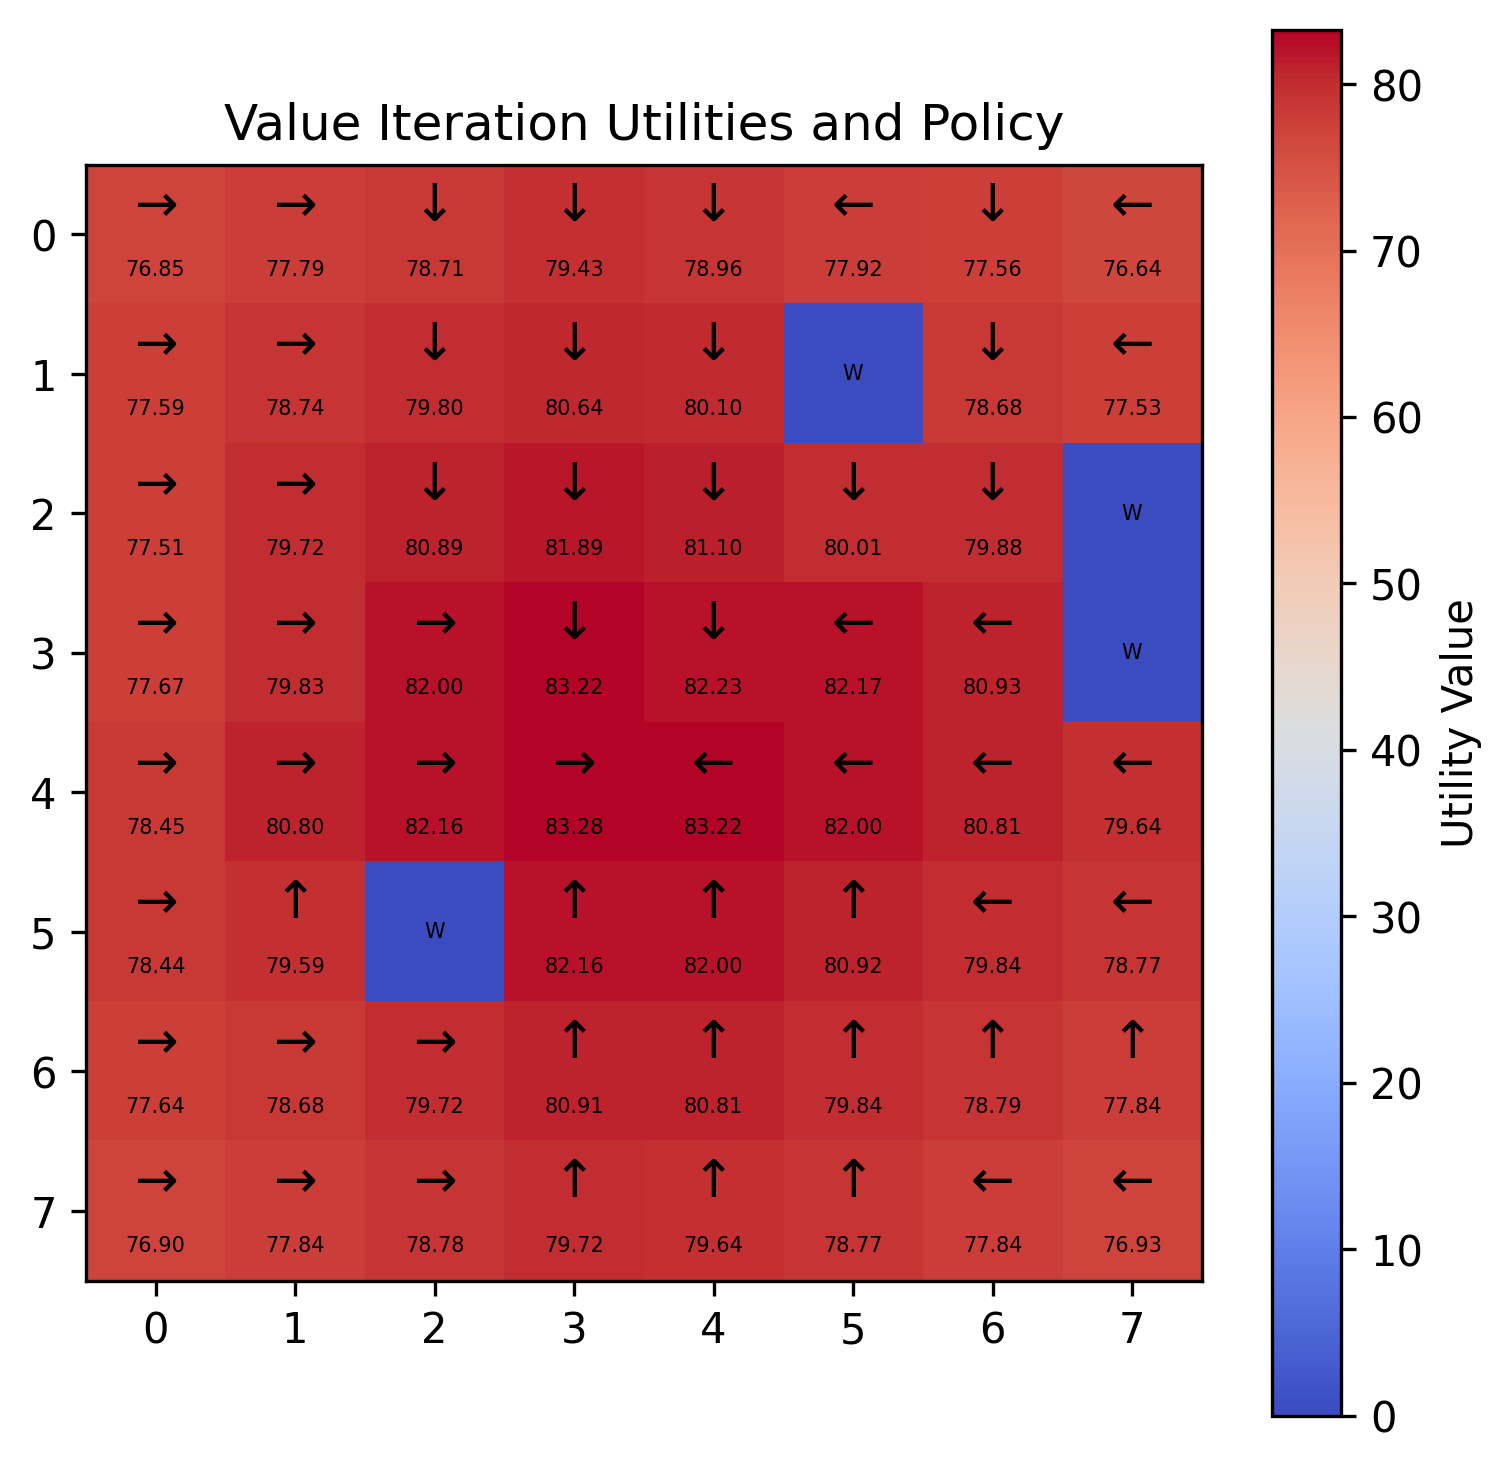 Value Iteration Utilities and Policy
→ → ↓ ↓ ↓ ← ↓ ←
0 76.85 77.79 78.71 79.43 78.96 77.92 77.56 76.64
→ → ↓ ↓ ↓ W ↓ ←
1 77.59 78.74 79.80 80.64 80.10 78.68 77.53
→ → ↓ ↓ ↓ ↓ ↓ W
2 77.51 79.72 80.89 81.89 81.10 80.01 79.88
→ → → ↓ ↓ ← ← W
3 77.67 79.83 82.00 83.22 82.23 82.17 80.93
→ → → → ← ← ← ←
4 78.45 80.80 82.16 83.28 83.22 82.00 80.81 79.64
→ ↑ W ↑ ↑ ↑ ← ←
5 78.44 79.59 82.16 82.00 80.92 79.84 78.77
→ → → ↑ ↑ ↑ ↑ ↑
6 77.64 78.68 79.72 80.91 80.81 79.84 78.79 77.84
→ → → ↑ ↑ ↑ ← ←
7 76.90 77.84 78.78 79.72 79.64 78.77 77.84 76.93
0 1 2 3 4 5 6 7
80
70
60
50
40
30
20
10
0
Utility Value